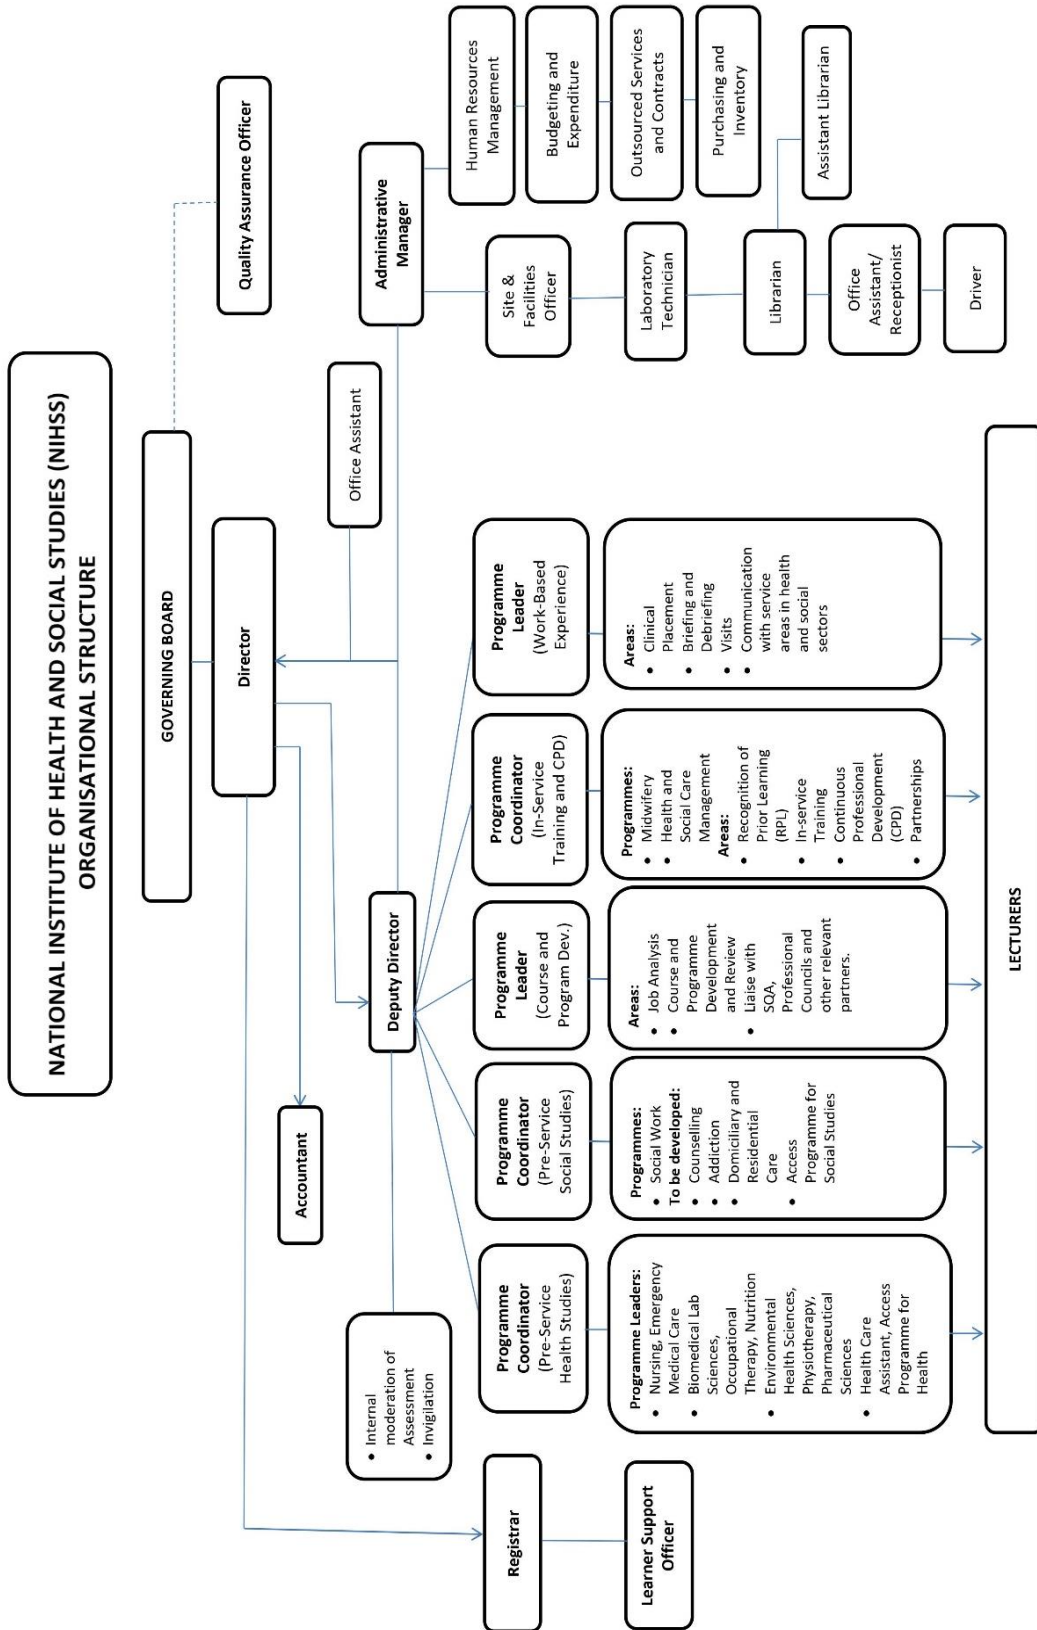 NATIONAL INSTITUTE OF HEALTH AND SOCIAL STUDIES (NIHSS)
ORGANISATIONAL STRUCTURE
GOVERNING BOARD
Quality Assurance Officer
Director
Accountant
Office Assistant
Deputy Director
Administrative
Manager
• Internal
moderation of
Assessment
• Invigilation
Registrar
Learner Support
Officer
Programme
Coordinator
(Pre-Service
Health Studies)
Programme
Coordinator
(Pre-Service
Social Studies)
Programme
Leader
(Course and
Program Dev.)
Programme
Coordinator
(In-Service
Training and CPD)
Programme
Leader
(Work-Based
Experience)
Programme Leaders:
• Nursing, Emergency
Medical Care
• Biomedical Lab
Sciences,
Occupational
Therapy, Nutrition
• Environmental
Health Sciences,
Physiotherapy,
Pharmaceutical
Sciences
• Health Care
Assistant, Access
Programme for
Health
Programmes:
• Social Work
To be developed:
• Counselling
• Addiction
• Domiciliary and
Residential
Care
• Access
Programme for
Social Studies
Areas:
• Job Analysis
• Course and
Programme
Development
and Review
• Liaise with
SQA,
Professional
Councils and
other relevant
partners.
Programmes:
• Midwifery
• Health and
Social Care
Management
Areas:
• Recognition of
Prior Learning
(RPL)
• In-service
Training
• Continuous
Professional
Development
(CPD)
• Partnerships
Areas:
• Clinical
Placement
• Briefing and
Debriefing
• Visits
• Communication
with service
areas in health
and social
sectors
LECTURERS
Site &
Facilities
Officer
Laboratory
Technician
Librarian
Assistant Librarian
Office
Assistant/
Receptionist
Driver
Human Resources
Management
Budgeting and
Expenditure
Outsourced Services
and Contracts
Purchasing and
Inventory